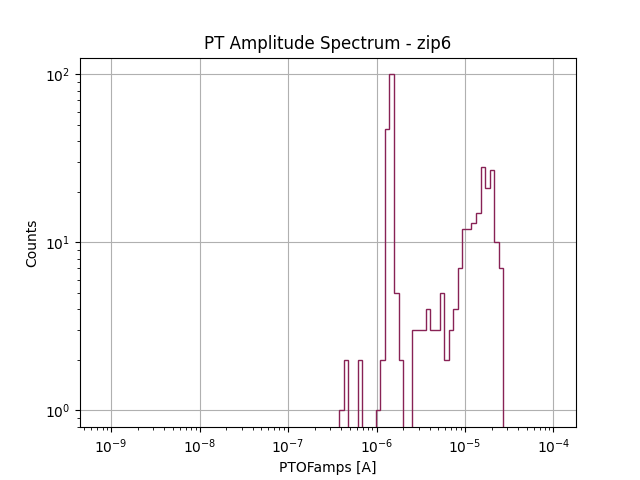 PT Amplitude Spectrum - zip6
10²
10¹
10⁰
Counts
10⁻⁹ 10⁻⁸ 10⁻⁷ 10⁻⁶ 10⁻⁵ 10⁻⁴
PTOFamps [A]